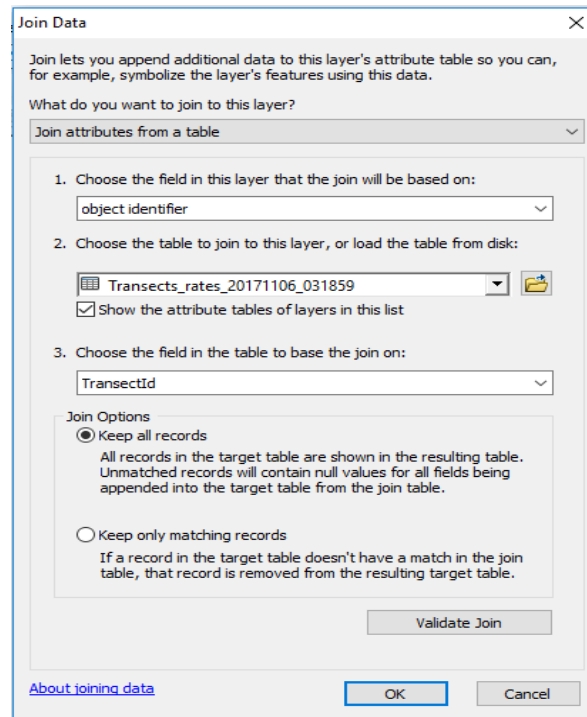 Join Data
Join lets you append additional data to this layer's attribute table so you can,
for example, symbolize the layer's features using this data.
What do you want to join to this layer?
Join attributes from a table
1. Choose the field in this layer that the join will be based on:
object identifier
2. Choose the table to join to this layer, or load the table from disk:
Transects_rates_20171106_031859
Show the attribute tables of layers in this list
3. Choose the field in the table to base the join on:
TransectId
Join Options
Keep all records
All records in the target table are shown in the resulting table.
Unmatched records will contain null values for all fields being
appended into the target table from the join table.
Keep only matching records
If a record in the target table doesn't have a match in the join
table, that record is removed from the resulting target table.
Validate Join
About joining data
OK
Cancel